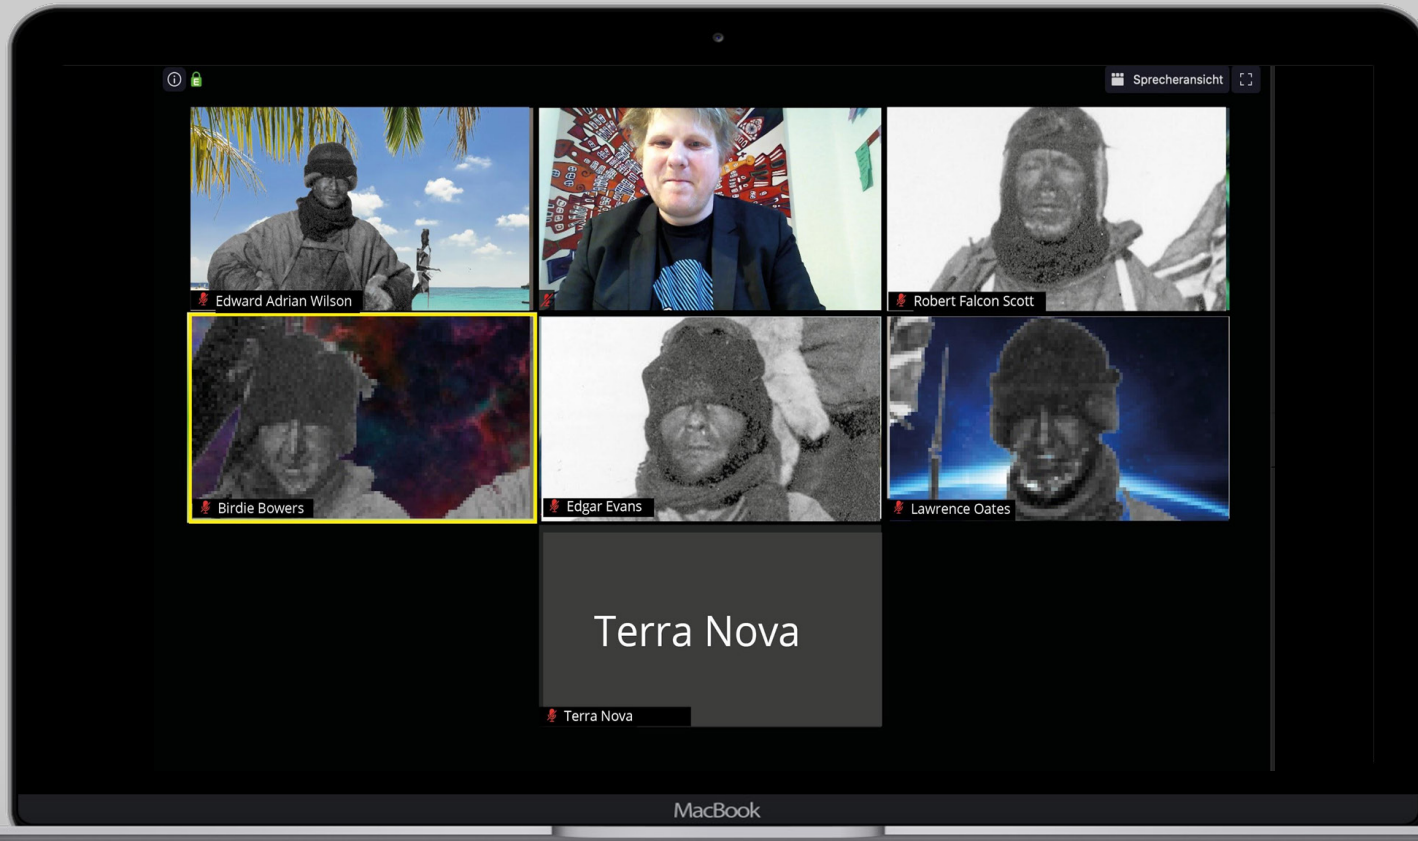 Sprecheransicht
Edward Adrian Wilson
Robert Falcon Scott
Birdie Bowers
Edgar Evans
Lawrence Oates
Terra Nova
Terra Nova
MacBook